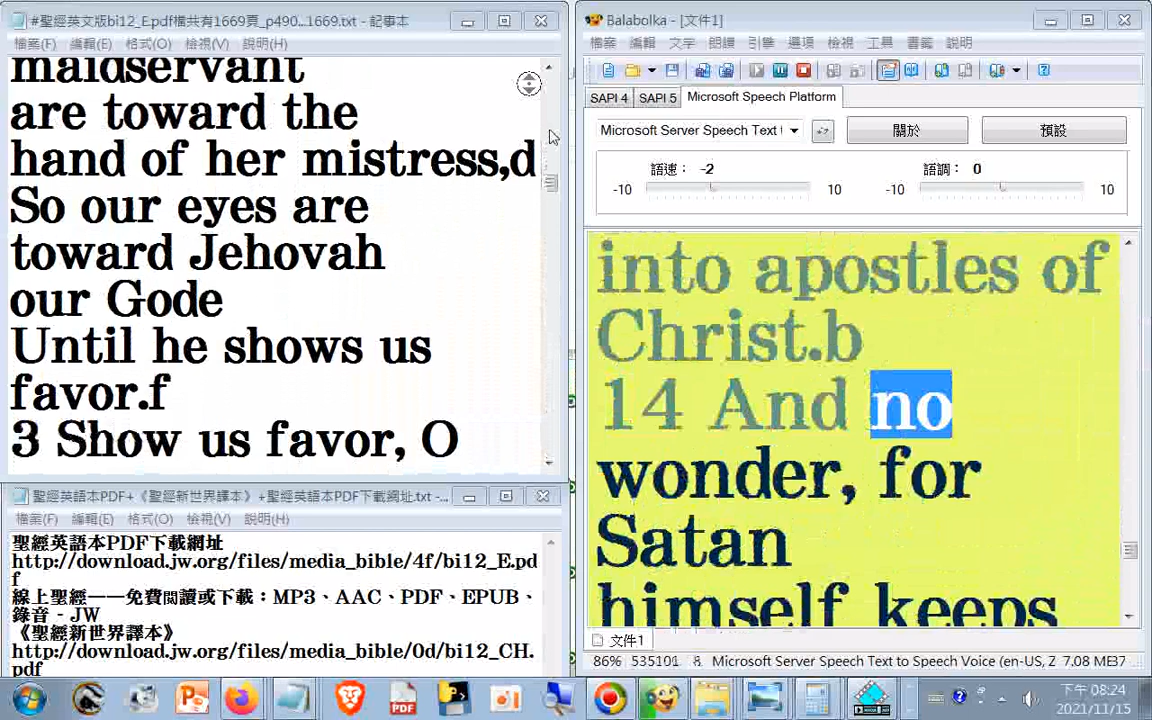 #聖經英文版bi12_E.pdf檔共有1669頁_p490...1669.txt - 記事本
檔案(F) 編輯(E) 格式(O) 檢視(V) 說明(H)
maidservant
are toward the
hand of her mistress,d
So our eyes are
toward Jehovah
our Gode
Until he shows us
favor.f
3 Show us favor, O
聖經英語本PDF+《聖經新世界譯本》+聖經英語本PDF下載網址.txt -...
檔案(F) 編輯(E) 格式(O) 檢視(V) 說明(H)
聖經英語本PDF下載網址
http://download.jw.org/files/media_bible/4f/bi12_E.pd
f
線上聖經——免費閱讀或下載：MP3、AAC、PDF、EPUB、
錄音 - JW
《聖經新世界譯本》
http://download.jw.org/files/media_bible/0d/bi12_CH.
pdf
Balabolka - [文件1]
檔案 編輯 文字 朗讀 引擎 選項 檢視 工具 書籤 說明
SAPI 4 SAPI 5 Microsoft Speech Platform
Microsoft Server Speech Text 關於 預設
語速： -2 語調： 0
-10 10 -10 10
into apostles of
Christ.b
14 And no
wonder, for
Satan
himself keeps
文件1
86% 535101 8. Microsoft Server Speech Text to Speech Voice (en-US, Z 7.08 MB
下午 08:24
2021/11/15